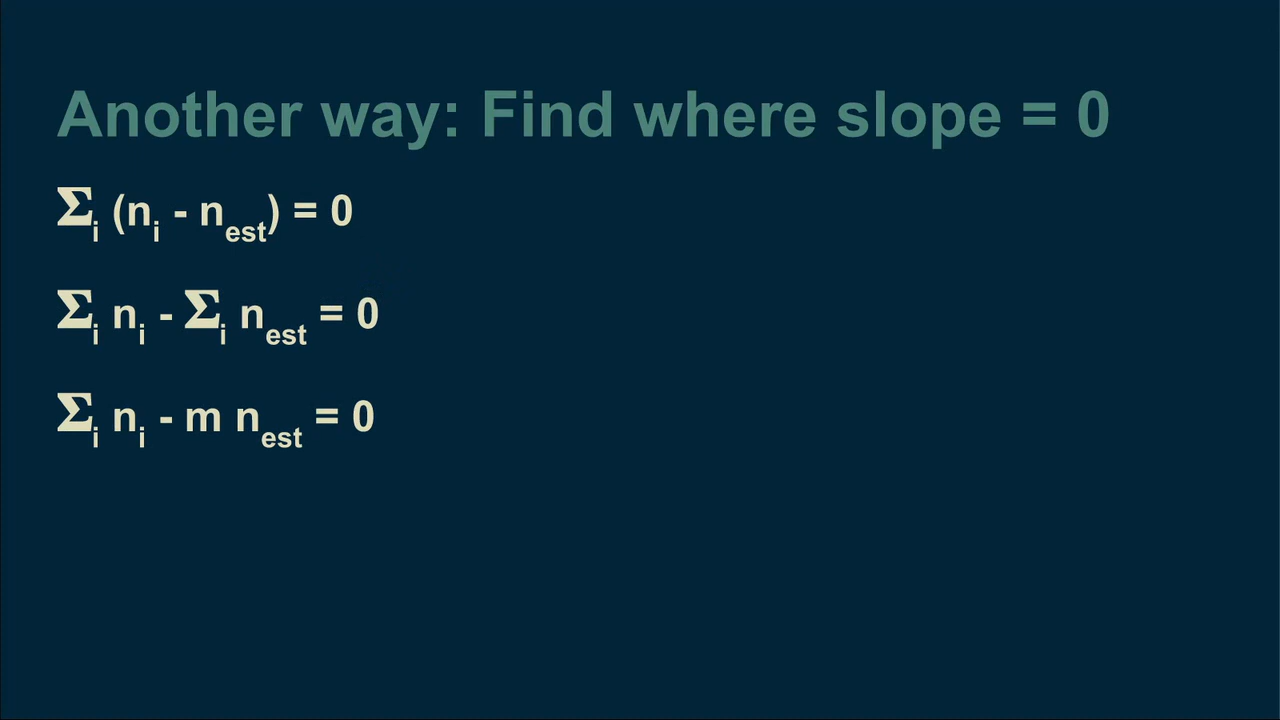 Another way: Find where slope = 0
Σi (ni - nest) = 0
Σi ni - Σi nest = 0
Σi ni - m nest = 0